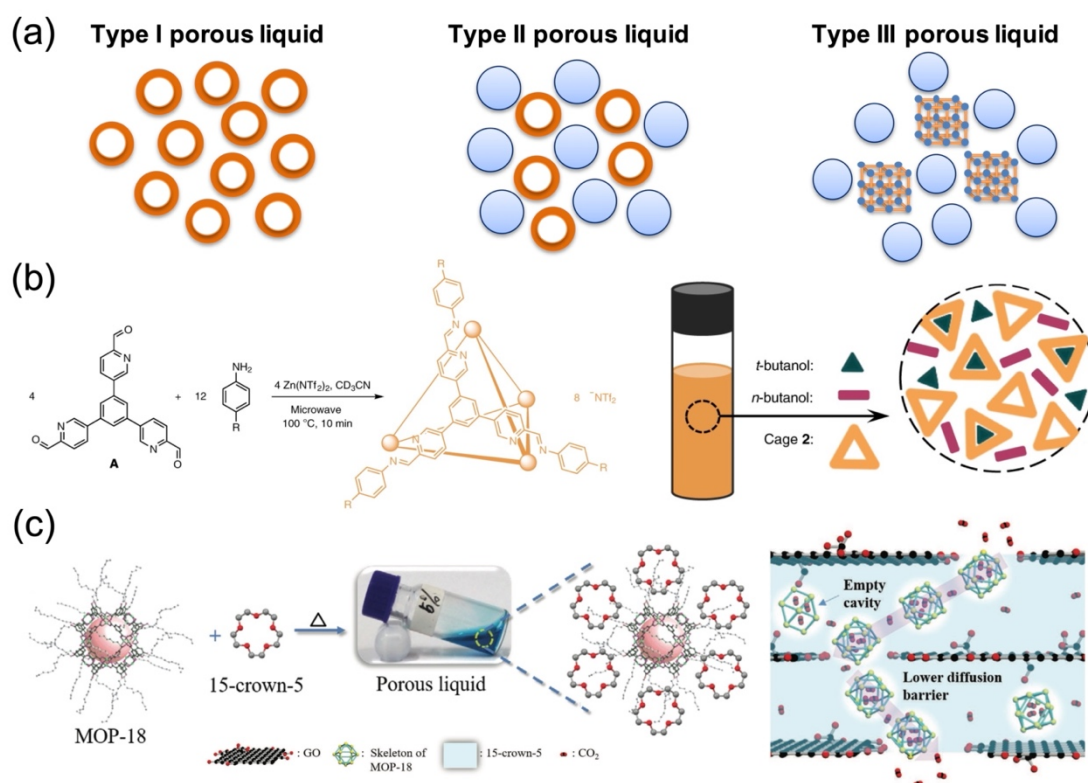 (a)
Type I porous liquid
Type II porous liquid
Type III porous liquid
(b)
4
O
N
N
N
O
O
A
+
12
NH₂
R
4 Zn(NTf₂)₂, CD₃CN
Microwave
100 °C, 10 min
R
N
N
N
N
N
N
R
R
8 ⁻NTf₂
t-butanol:
n-butanol:
Cage 2:
(c)
MOP-18
+
15-crown-5
△
Porous liquid
Empty
cavity
Lower diffusion
barrier
: GO
: Skeleton of
MOP-18
: 15-crown-5
: CO₂